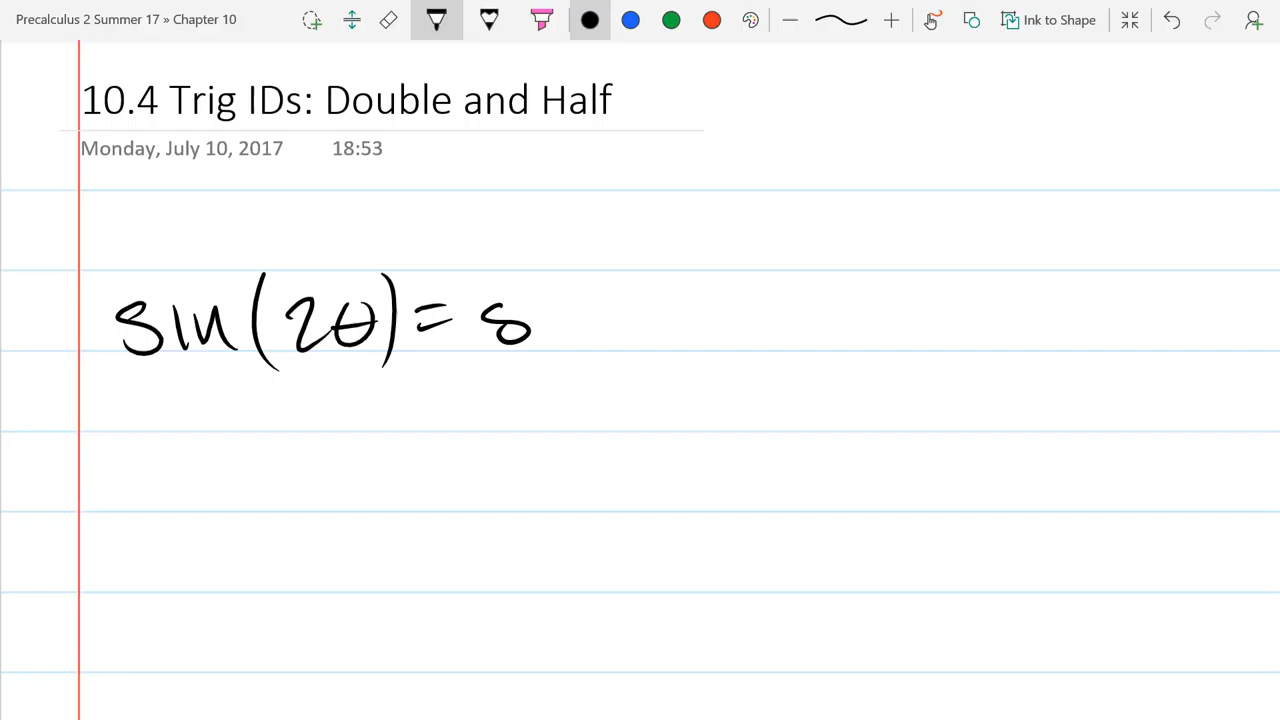 Precalculus 2 Summer 17 » Chapter 10
Ink to Shape
10.4 Trig IDs: Double and Half
Monday, July 10, 2017 18:53
sin(2θ) = s